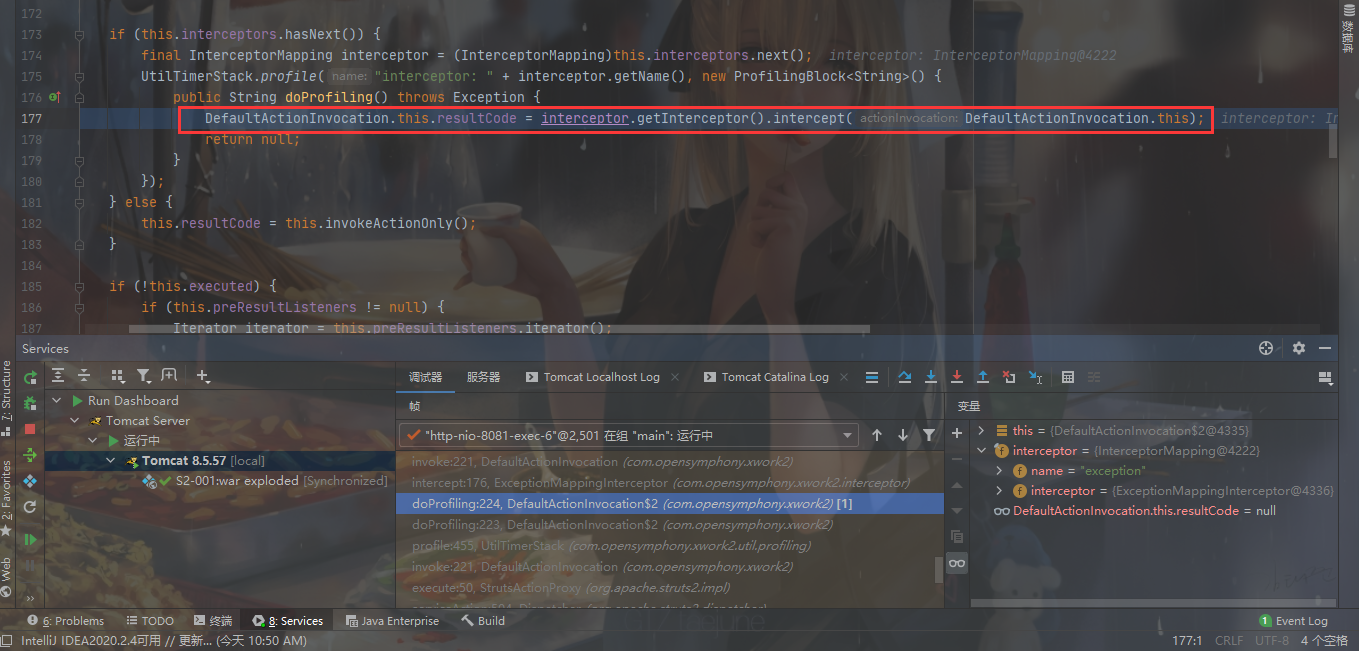 172
173 if (this.interceptors.hasNext()) {
174 final InterceptorMapping interceptor = (InterceptorMapping)this.interceptors.next(); interceptor: InterceptorMapping@4222
175 UtilTimerStack.profile( name: "interceptor: " + interceptor.getName(), new ProfilingBlock<String>() {
176 public String doProfiling() throws Exception {
177 DefaultActionInvocation.this.resultCode = interceptor.getInterceptor().intercept( actionInvocation: DefaultActionInvocation.this); interceptor: In
178 return null;
179 }
180 });
181 } else {
182 this.resultCode = this.invokeActionOnly();
183 }
184
185 if (!this.executed) {
186 if (this.preResultListeners != null) {
187 Iterator iterator = this.preResultListeners.iterator();
数据库
Services
调试器 服务器 Tomcat Localhost Log Tomcat Catalina Log
Run Dashboard
Tomcat Server
运行中
Tomcat 8.5.57 [local]
S2-001:war exploded [Synchronized]
帧
"http-nio-8081-exec-6"@2,501 在组 "main": 运行中
invoke:221, DefaultActionInvocation (com.opensymphony.xwork2)
intercept:176, ExceptionMappingInterceptor (com.opensymphony.xwork2.interceptor)
doProfiling:224, DefaultActionInvocation$2 (com.opensymphony.xwork2) [1]
doProfiling:223, DefaultActionInvocation$2 (com.opensymphony.xwork2)
profile:455, UtilTimerStack (com.opensymphony.xwork2.util.profiling)
invoke:221, DefaultActionInvocation (com.opensymphony.xwork2)
execute:50, StrutsActionProxy (org.apache.struts2.impl)
serviceAction:504, Dispatcher (org.apache.struts2.dispatcher)
变量
this = {DefaultActionInvocation$2@4335}
interceptor = {InterceptorMapping@4222}
name = "exception"
interceptor = {ExceptionMappingInterceptor@4336}
DefaultActionInvocation.this.resultCode = null
7: Structure
2: Favorites
Web
6: Problems TODO 终端 8: Services Java Enterprise Build 1 Event Log
IntelliJ IDEA2020.2.4可用 // 更新... (今天 10:50 AM) 177:1 CRLF UTF-8 4 个空格